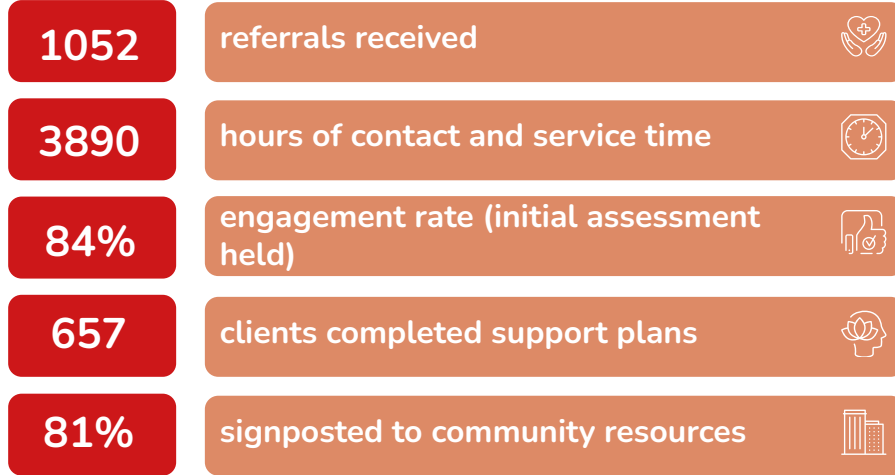 1052
referrals received
3890
hours of contact and service time
84%
engagement rate (initial assessment
held)
657
clients completed support plans
81%
signposted to community resources